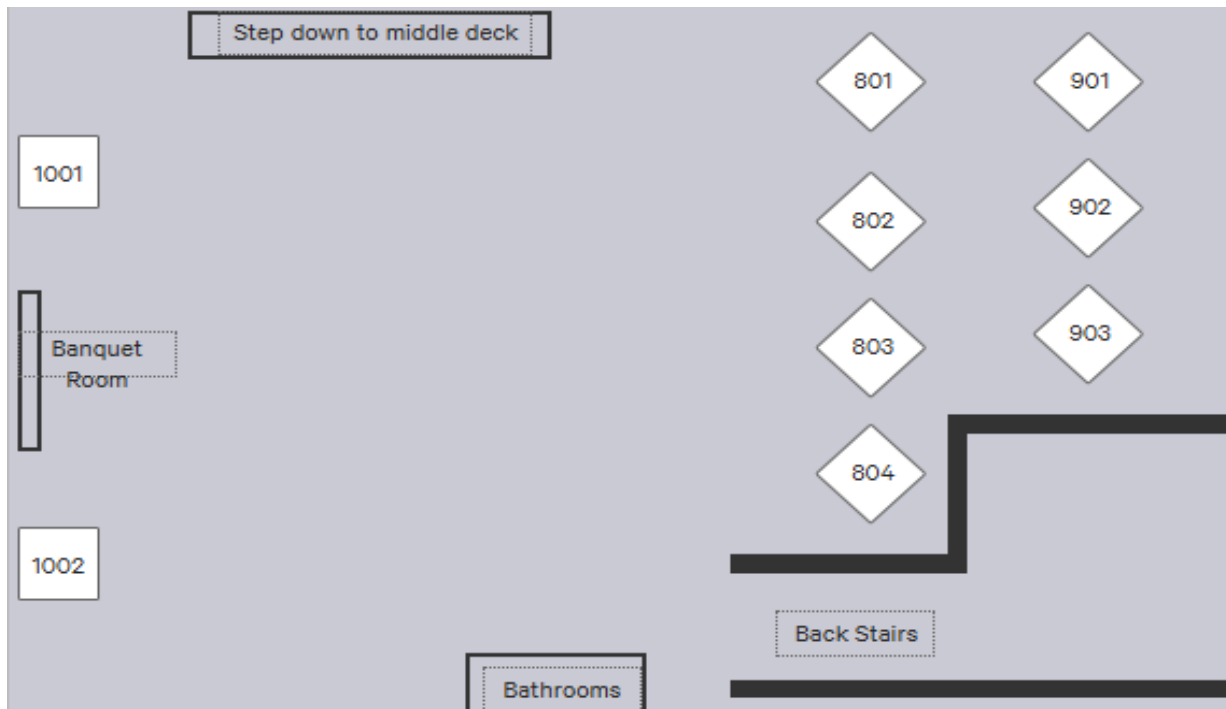 Step down to middle deck
801
901
1001
802
902
803
903
Banquet
Room
804
1002
Back Stairs
Bathrooms